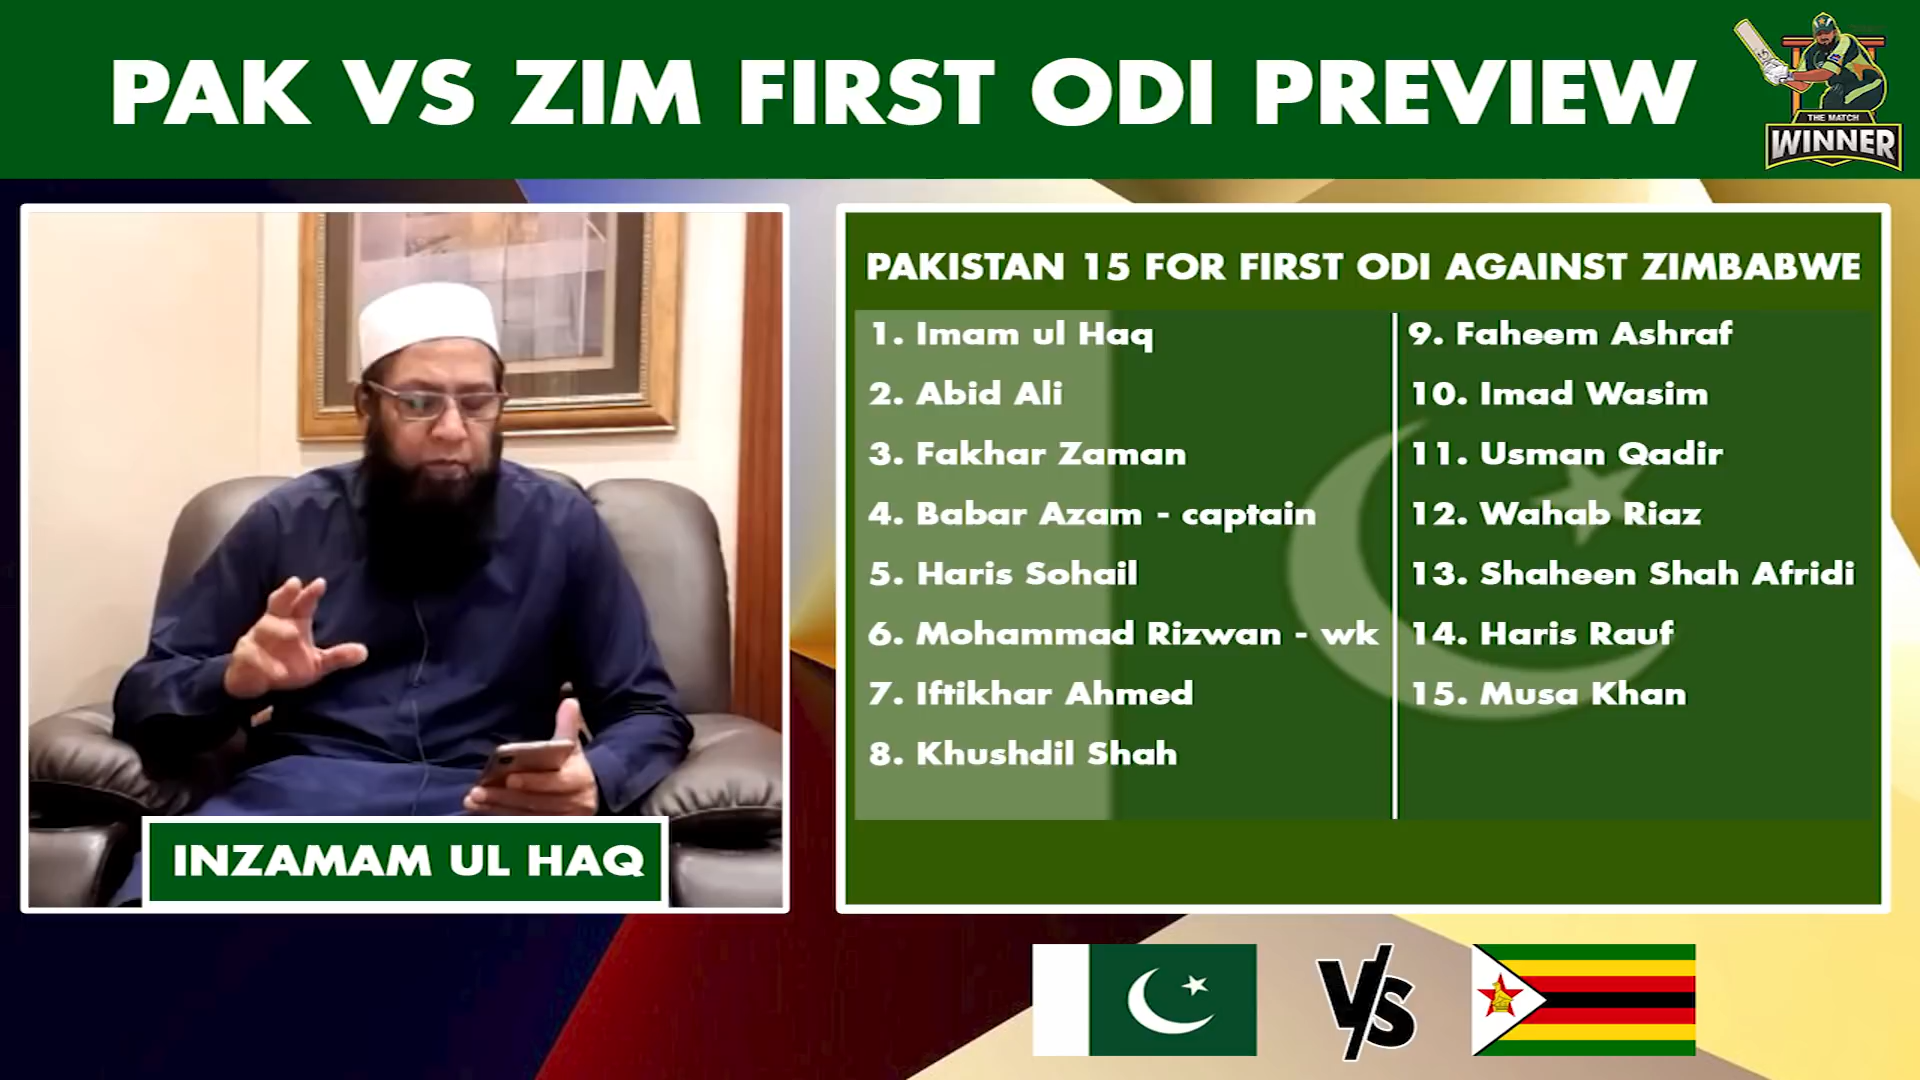 PAK VS ZIM FIRST ODI PREVIEW
THE MATCH
WINNER
PAKISTAN 15 FOR FIRST ODI AGAINST ZIMBABWE
1. Imam ul Haq
2. Abid Ali
3. Fakhar Zaman
4. Babar Azam - captain
5. Haris Sohail
6. Mohammad Rizwan - wk
7. Iftikhar Ahmed
8. Khushdil Shah
9. Faheem Ashraf
10. Imad Wasim
11. Usman Qadir
12. Wahab Riaz
13. Shaheen Shah Afridi
14. Haris Rauf
15. Musa Khan
INZAMAM UL HAQ
VS